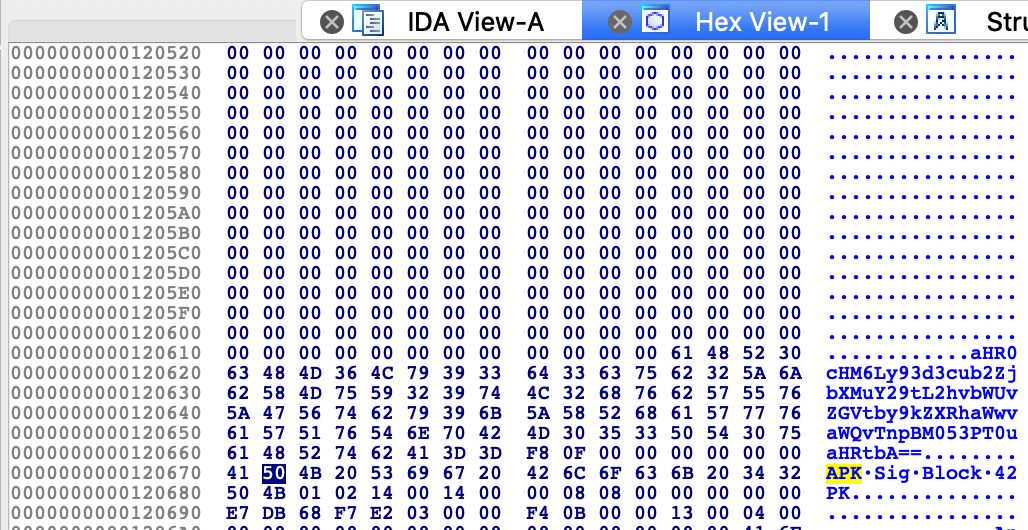 IDA View-A Hex View-1 Stru
0000000000120520 00 00 00 00 00 00 00 00 00 00 00 00 00 00 00 00 ................
0000000000120530 00 00 00 00 00 00 00 00 00 00 00 00 00 00 00 00 ................
0000000000120540 00 00 00 00 00 00 00 00 00 00 00 00 00 00 00 00 ................
0000000000120550 00 00 00 00 00 00 00 00 00 00 00 00 00 00 00 00 ................
0000000000120560 00 00 00 00 00 00 00 00 00 00 00 00 00 00 00 00 ................
0000000000120570 00 00 00 00 00 00 00 00 00 00 00 00 00 00 00 00 ................
0000000000120580 00 00 00 00 00 00 00 00 00 00 00 00 00 00 00 00 ................
0000000000120590 00 00 00 00 00 00 00 00 00 00 00 00 00 00 00 00 ................
00000000001205A0 00 00 00 00 00 00 00 00 00 00 00 00 00 00 00 00 ................
00000000001205B0 00 00 00 00 00 00 00 00 00 00 00 00 00 00 00 00 ................
00000000001205C0 00 00 00 00 00 00 00 00 00 00 00 00 00 00 00 00 ................
00000000001205D0 00 00 00 00 00 00 00 00 00 00 00 00 00 00 00 00 ................
00000000001205E0 00 00 00 00 00 00 00 00 00 00 00 00 00 00 00 00 ................
00000000001205F0 00 00 00 00 00 00 00 00 00 00 00 00 00 00 00 00 ................
0000000000120600 00 00 00 00 00 00 00 00 00 00 00 00 00 00 00 00 ................
0000000000120610 00 00 00 00 00 00 00 00 00 00 00 00 61 48 52 30 ............aHR0
0000000000120620 63 48 4D 36 4C 79 39 33 64 33 63 75 62 32 5A 6A cHM6Ly93d3cub2Zj
0000000000120630 62 58 4D 75 59 32 39 74 4C 32 68 76 62 57 55 76 bXMuY29tL2hvbWUv
0000000000120640 5A 47 56 74 62 79 39 6B 5A 58 52 68 61 57 77 76 ZGVtby9kZXRhaWwv
0000000000120650 61 57 51 76 54 6E 70 42 4D 30 35 33 50 54 30 75 aWQvTnpBM053PT0u
0000000000120660 61 48 52 74 62 41 3D 3D F8 0F 00 00 00 00 00 00 aHRtbA==........
0000000000120670 41 50 4B 20 53 69 67 20 42 6C 6F 63 6B 20 34 32 APK·Sig·Block·42
0000000000120680 50 4B 01 02 14 00 14 00 00 08 08 00 00 00 00 00 PK..............
0000000000120690 E7 DB 68 F7 E2 03 00 00 F4 0B 00 00 13 00 04 00 ................